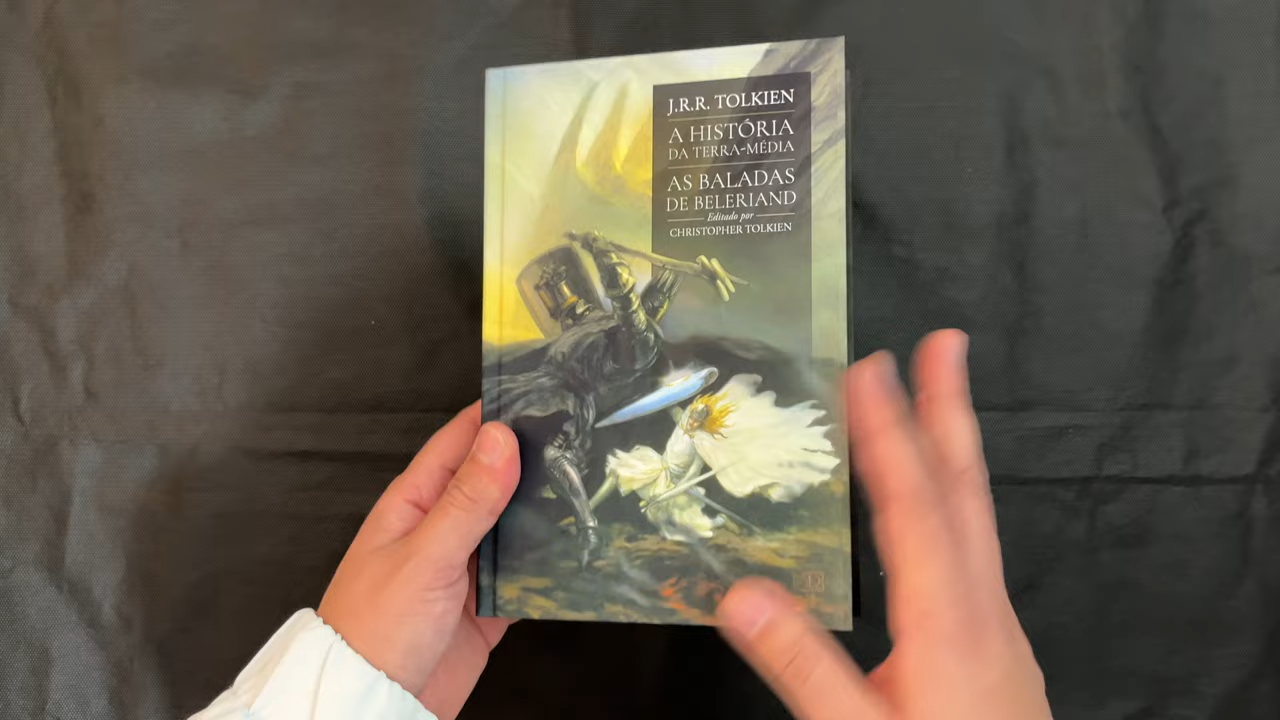 J.R.R. TOLKIEN
A HISTÓRIA
DA TERRA-MÉDIA
AS BALADAS
DE BELERIAND
Editado por
CHRISTOPHER TOLKIEN